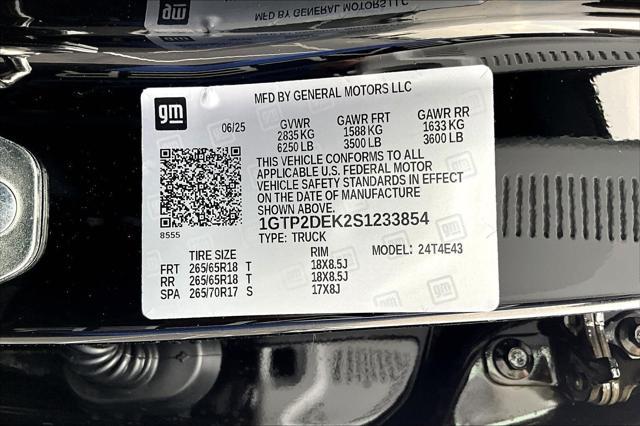 gm
MFD BY GENERAL MOTORS LLC
gm
MFD BY GENERAL MOTORS LLC
06/25
GVWR GAWR FRT GAWR RR
2835 KG 1588 KG 1633 KG
6250 LB 3500 LB 3600 LB
THIS VEHICLE CONFORMS TO ALL
APPLICABLE U.S. FEDERAL MOTOR
VEHICLE SAFETY STANDARDS IN EFFECT
ON THE DATE OF MANUFACTURE
SHOWN ABOVE.
8555
1GTP2DEK2S1233854
TYPE: TRUCK MODEL: 24T4E43
TIRE SIZE RIM
FRT 265/65R18 T 18X8.5J
RR 265/65R18 T 18X8.5J
SPA 265/70R17 S 17X8J